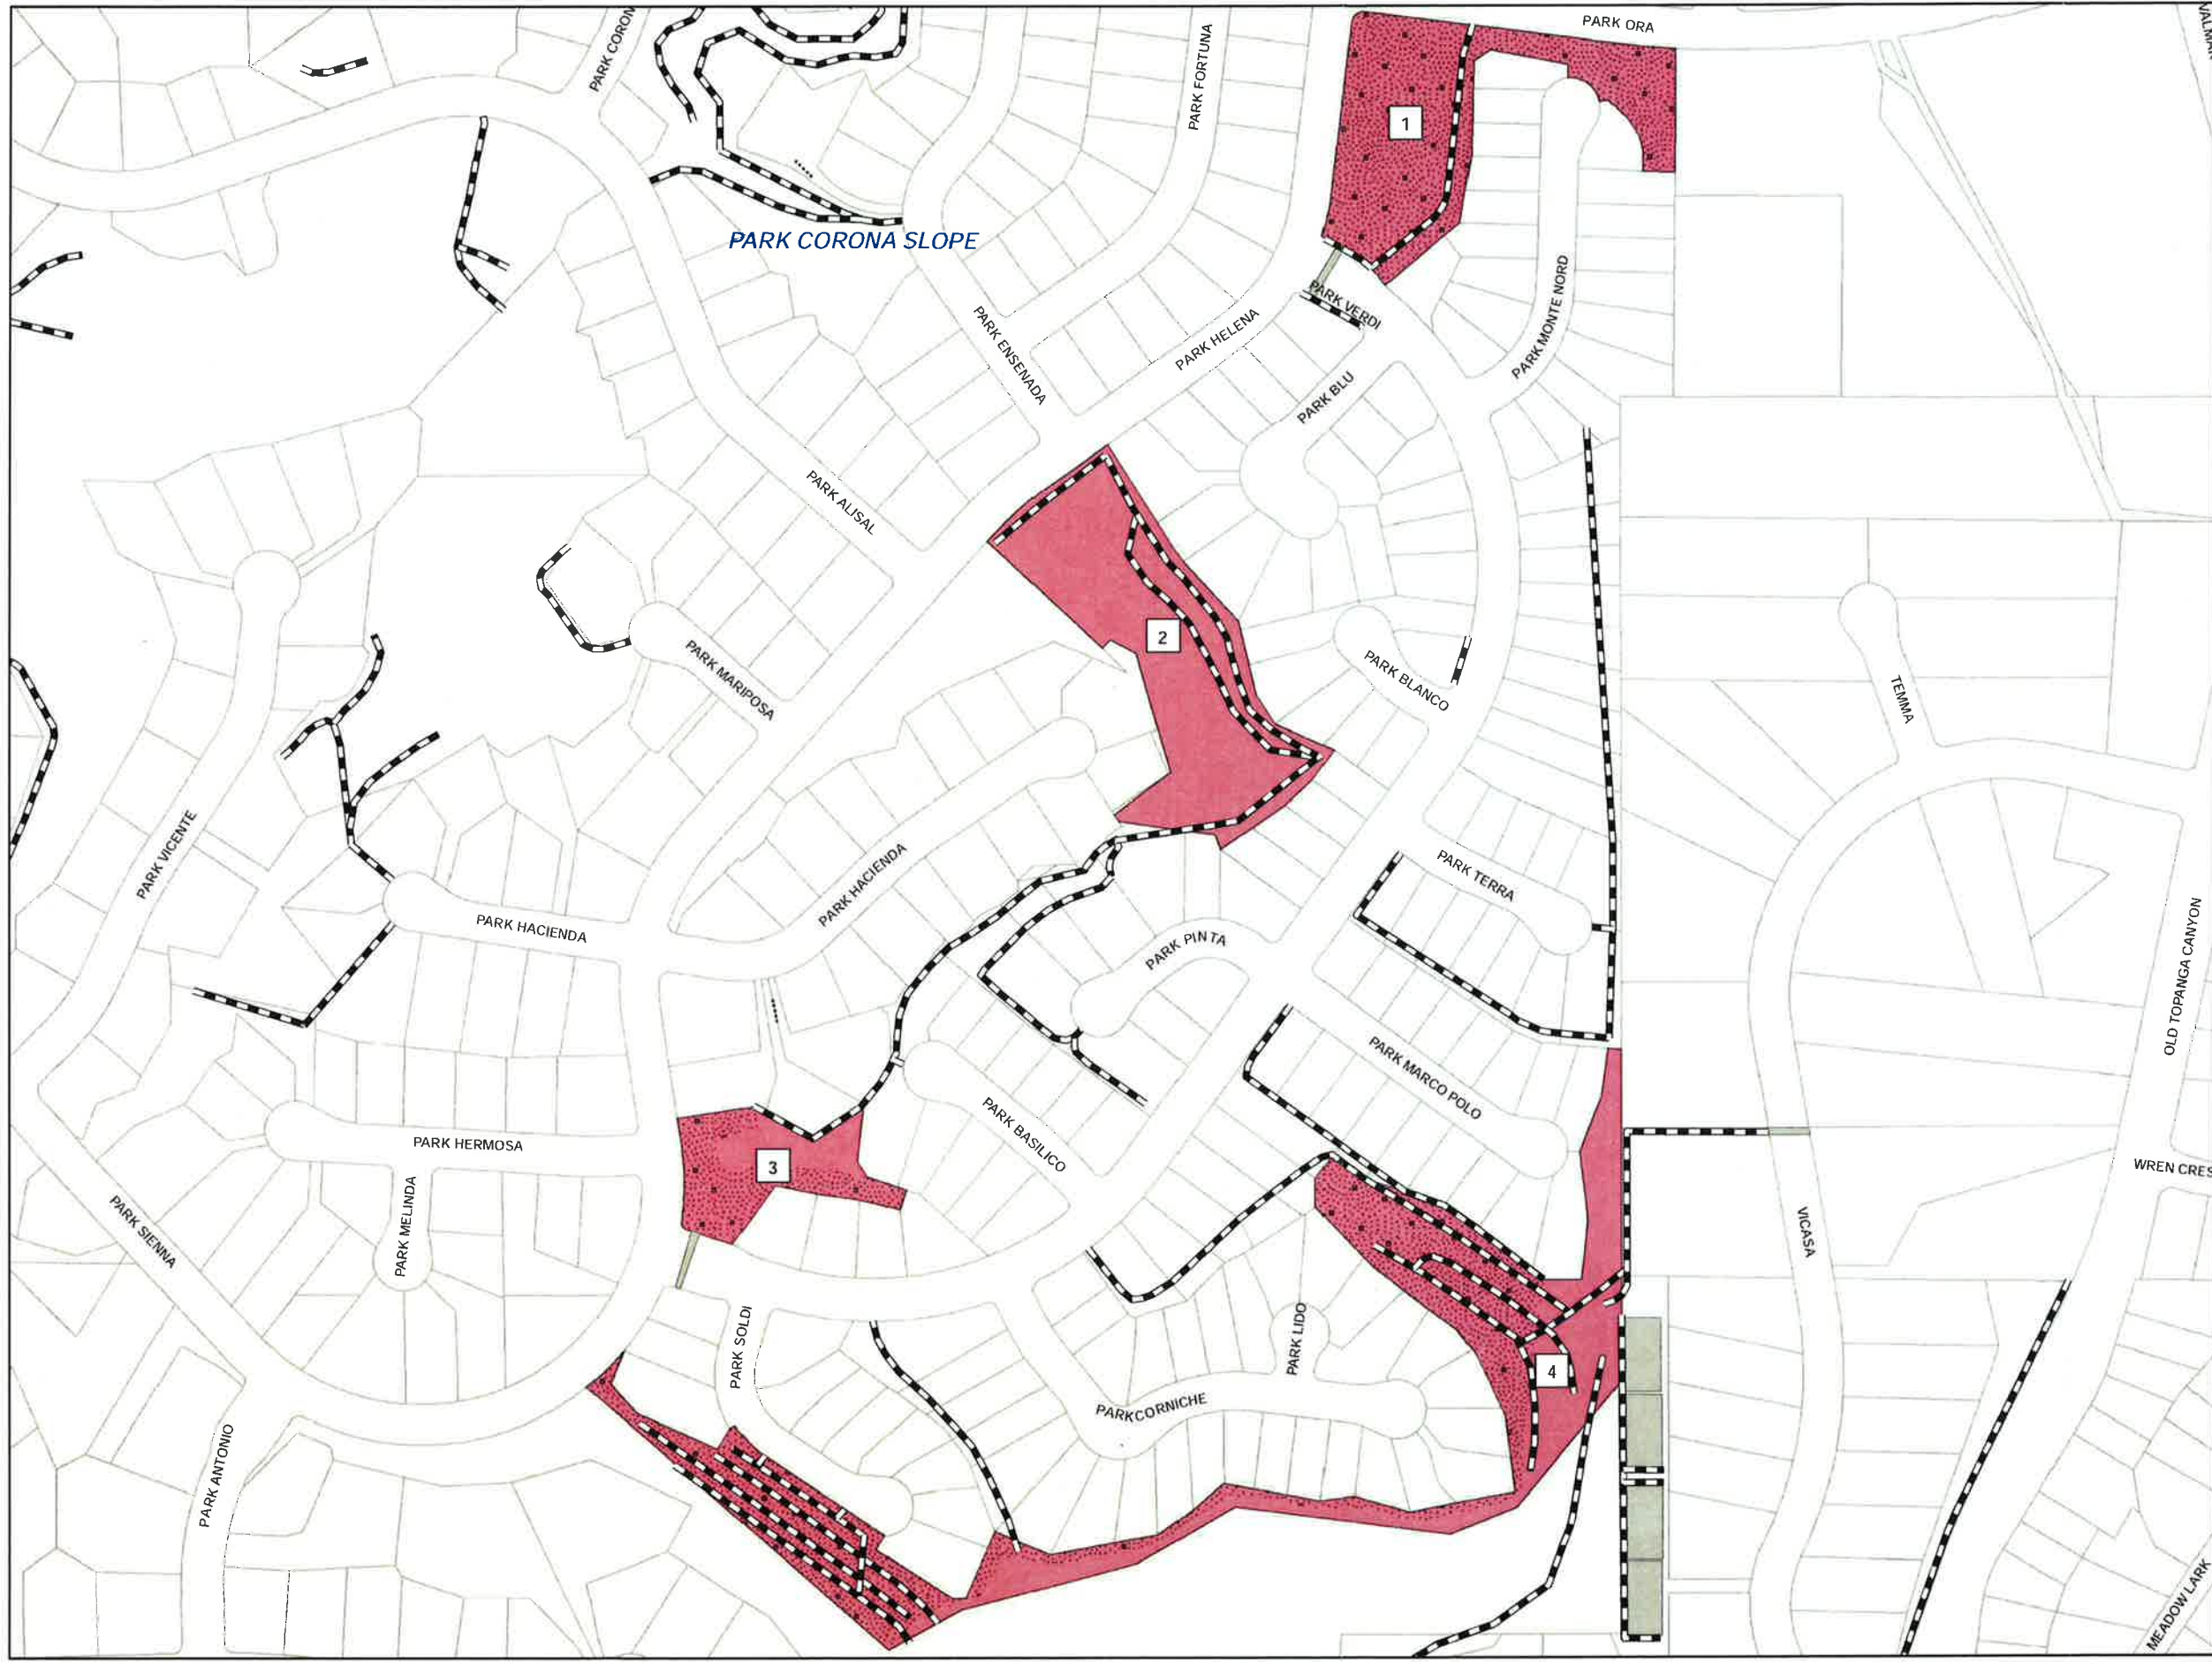 PARK ORA
PARK CORON
PARK FORTUNA
1
PARK CORONA SLOPE
PARK VERDI
PARK MONTE NORD
PARK ENSENADA
PARK HELENA
PARK BLU
PARK ALISAL
2
PARK MARIPOSA
PARK BLANCO
TEMMA
PARK VICENTE
PARK HACIENDA
PARK TERRA
PARK HACIENDA
PARK PINTA
OLD TOPANGA CANYON
PARK MARCO POLO
PARK BASILICO
PARK HERMOSA
3
WREN CRES
PARK SIENNA
PARK MELINDA
VICASA
PARK SOLDI
PARK LIDO
4
PARKCORNICHE
PARK ANTONIO
MEADOW LARK